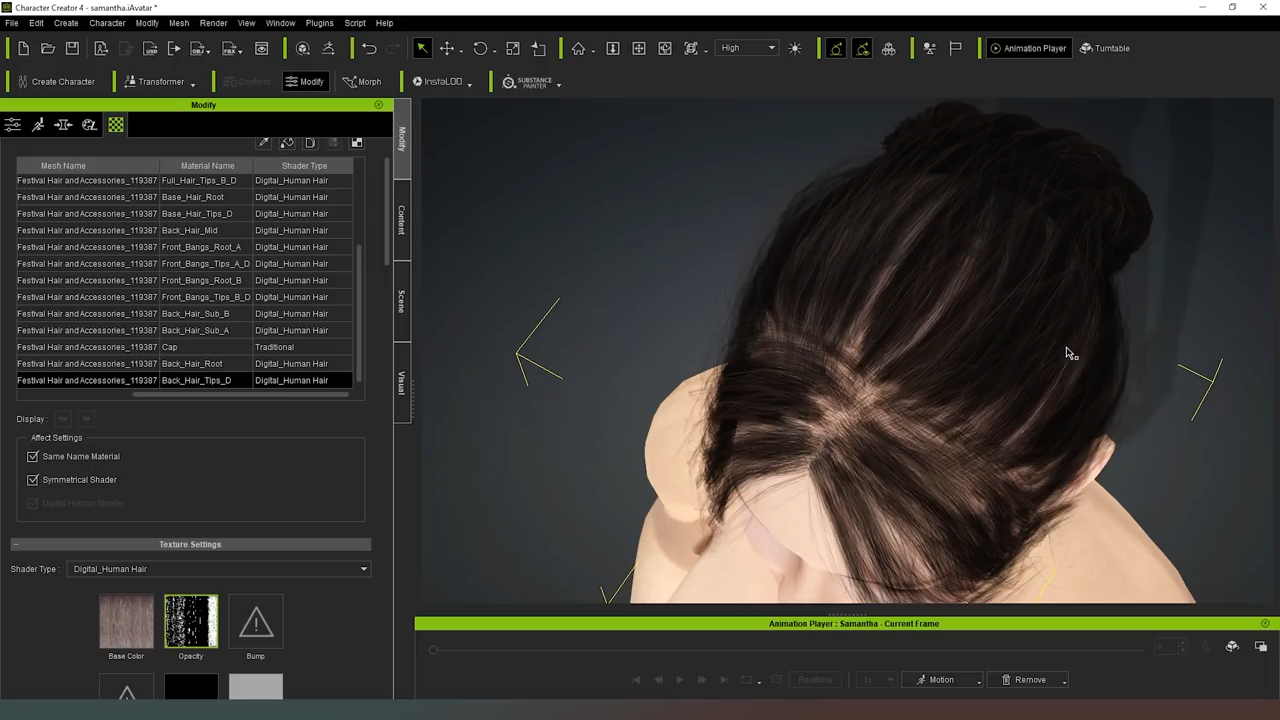 Character Creator 4 - samantha.iAvatar *
File Edit Create Character Modify Mesh Render View Window Plugins Script Help
High Animation Player Turntable
Create Character Transformer Conform Modify Morph InstaLOD SUBSTANCE PAINTER
Modify
Mesh Name Material Name Shader Type
Festival Hair and Accessories_119387 Full_Hair_Tips_B_D Digital_Human Hair
Festival Hair and Accessories_119387 Base_Hair_Root Digital_Human Hair
Festival Hair and Accessories_119387 Base_Hair_Tips_D Digital_Human Hair
Festival Hair and Accessories_119387 Back_Hair_Mid Digital_Human Hair
Festival Hair and Accessories_119387 Front_Bangs_Root_A Digital_Human Hair
Festival Hair and Accessories_119387 Front_Bangs_Tips_A_D Digital_Human Hair
Festival Hair and Accessories_119387 Front_Bangs_Root_B Digital_Human Hair
Festival Hair and Accessories_119387 Front_Bangs_Tips_B_D Digital_Human Hair
Festival Hair and Accessories_119387 Back_Hair_Sub_B Digital_Human Hair
Festival Hair and Accessories_119387 Back_Hair_Sub_A Digital_Human Hair
Festival Hair and Accessories_119387 Cap Traditional
Festival Hair and Accessories_119387 Back_Hair_Root Digital_Human Hair
Festival Hair and Accessories_119387 Back_Hair_Tips_D Digital_Human Hair
Modify
Content
Scene
Visual
Display :
Affect Settings
Same Name Material
Symmetrical Shader
Digital Human Shader
Texture Settings
Shader Type : Digital_Human Hair
Base Color Opacity Bump
Animation Player : Samantha - Current Frame
0
Realtime 1x Motion Remove